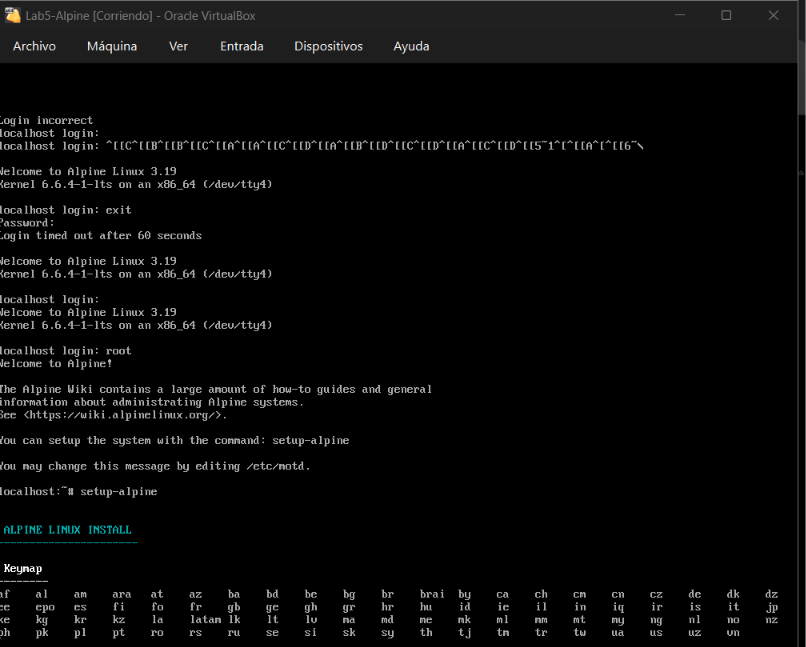 Lab5-Alpine [Corriendo] - Oracle VirtualBox
Archivo Máquina Ver Entrada Dispositivos Ayuda
Login incorrect
localhost login:
localhost login: ^[[C^[[B^[[B^[[C^[[A^[[A^[[C^[[D^[[A^[[B^[[D^[[C^[[D^[[A^[[C^[[D^[[5~1^[^[[A^[^[[6~\
Welcome to Alpine Linux 3.19
Kernel 6.6.4-1-lts on an x86_64 (/dev/tty4)
localhost login: exit
Password:
Login timed out after 60 seconds
Welcome to Alpine Linux 3.19
Kernel 6.6.4-1-lts on an x86_64 (/dev/tty4)
localhost login:
Welcome to Alpine Linux 3.19
Kernel 6.6.4-1-lts on an x86_64 (/dev/tty4)
localhost login: root
Welcome to Alpine!
The Alpine Wiki contains a large amount of how-to guides and general
information about administrating Alpine systems.
See <https://wiki.alpinelinux.org/>.
You can setup the system with the command: setup-alpine
You may change this message by editing /etc/motd.
localhost:~# setup-alpine
ALPINE LINUX INSTALL
----------------------
Keymap
--------
af al am ara at az ba bd be bg br brai by ca ch cm cn cz de dk dz
ee epo es fi fo fr gb ge gh gr hr hu id ie il in iq ir is it jp
ke kg kr kz la latam lk lt lv ma md me mk ml mm mt my ng nl no nz
ph pk pl pt ro rs ru se si sk sy th tj tm tr tw ua us uz vn